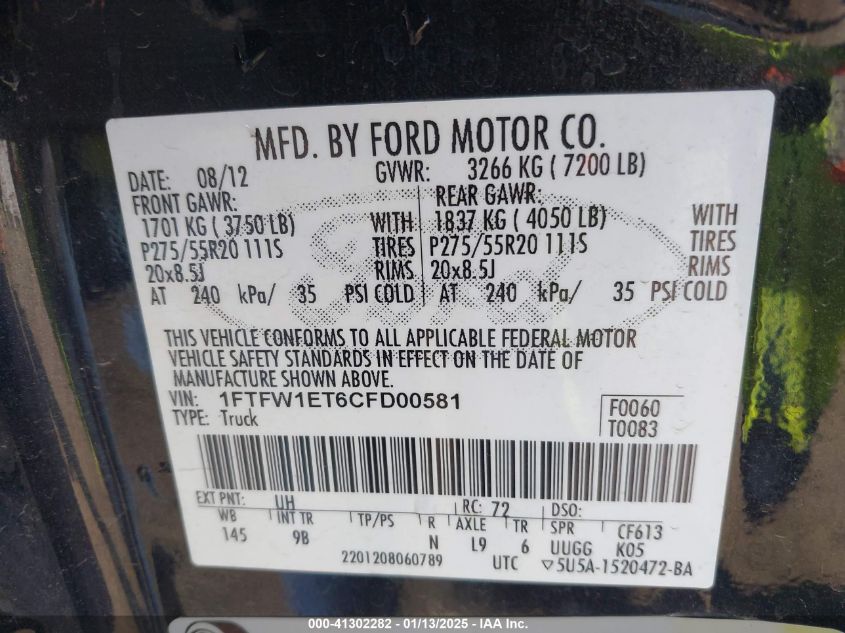 MFD. BY FORD MOTOR CO.
DATE: 08/12 GVWR: 3266 KG ( 7200 LB)
FRONT GAWR: REAR GAWR:
1701 KG ( 3750 LB) WITH 1837 KG ( 4050 LB) WITH
P275/55R20 111S TIRES P275/55R20 111S TIRES
20x8.5J RIMS 20x8.5J RIMS
AT 240 kPa/ 35 PSI COLD AT 240 kPa/ 35 PSI COLD
THIS VEHICLE CONFORMS TO ALL APPLICABLE FEDERAL MOTOR
VEHICLE SAFETY STANDARDS IN EFFECT ON THE DATE OF
MANUFACTURE SHOWN ABOVE.
VIN: 1FTFW1ET6CFD00581 F0060
TYPE: Truck T0083
EXT PNT: UH RC: 72 DSO:
WB INT TR TP/PS R AXLE TR SPR CF613
145 9B N L9 6 UUGG K05
2201208060789 UTC ▽5U5A-1520472-BA
000-41302282 - 01/13/2025 - IAA Inc.